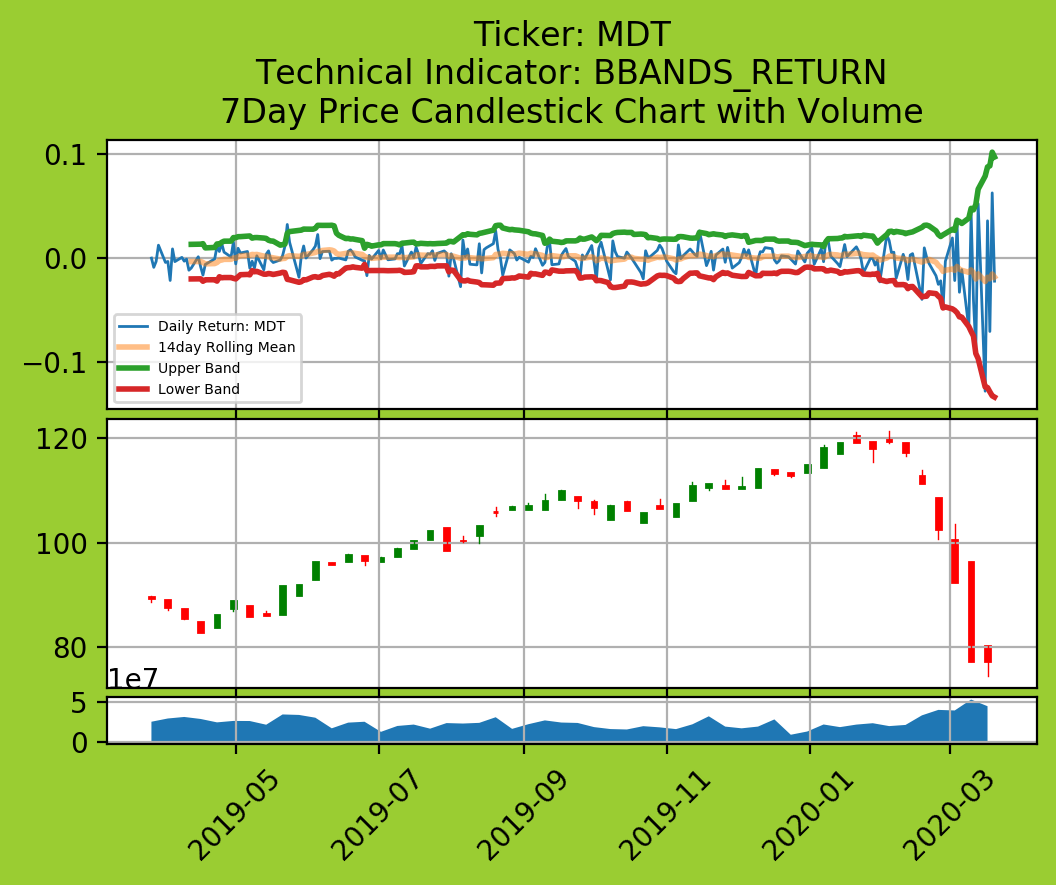 Ticker: MDT
Technical Indicator: BBANDS_RETURN
7Day Price Candlestick Chart with Volume
0.1
0.0
−0.1
Daily Return: MDT
14day Rolling Mean
Upper Band
Lower Band
120
100
80
1e7
5
0
2019-05
2019-07
2019-09
2019-11
2020-01
2020-03